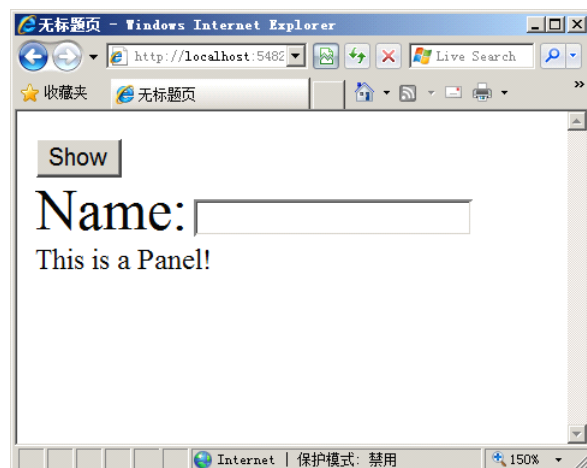 无标题页 - Windows Internet Explorer
http://localhost:5482
Live Search
收藏夹
无标题页
»
Show
Name:
This is a Panel!
Internet | 保护模式: 禁用
150%